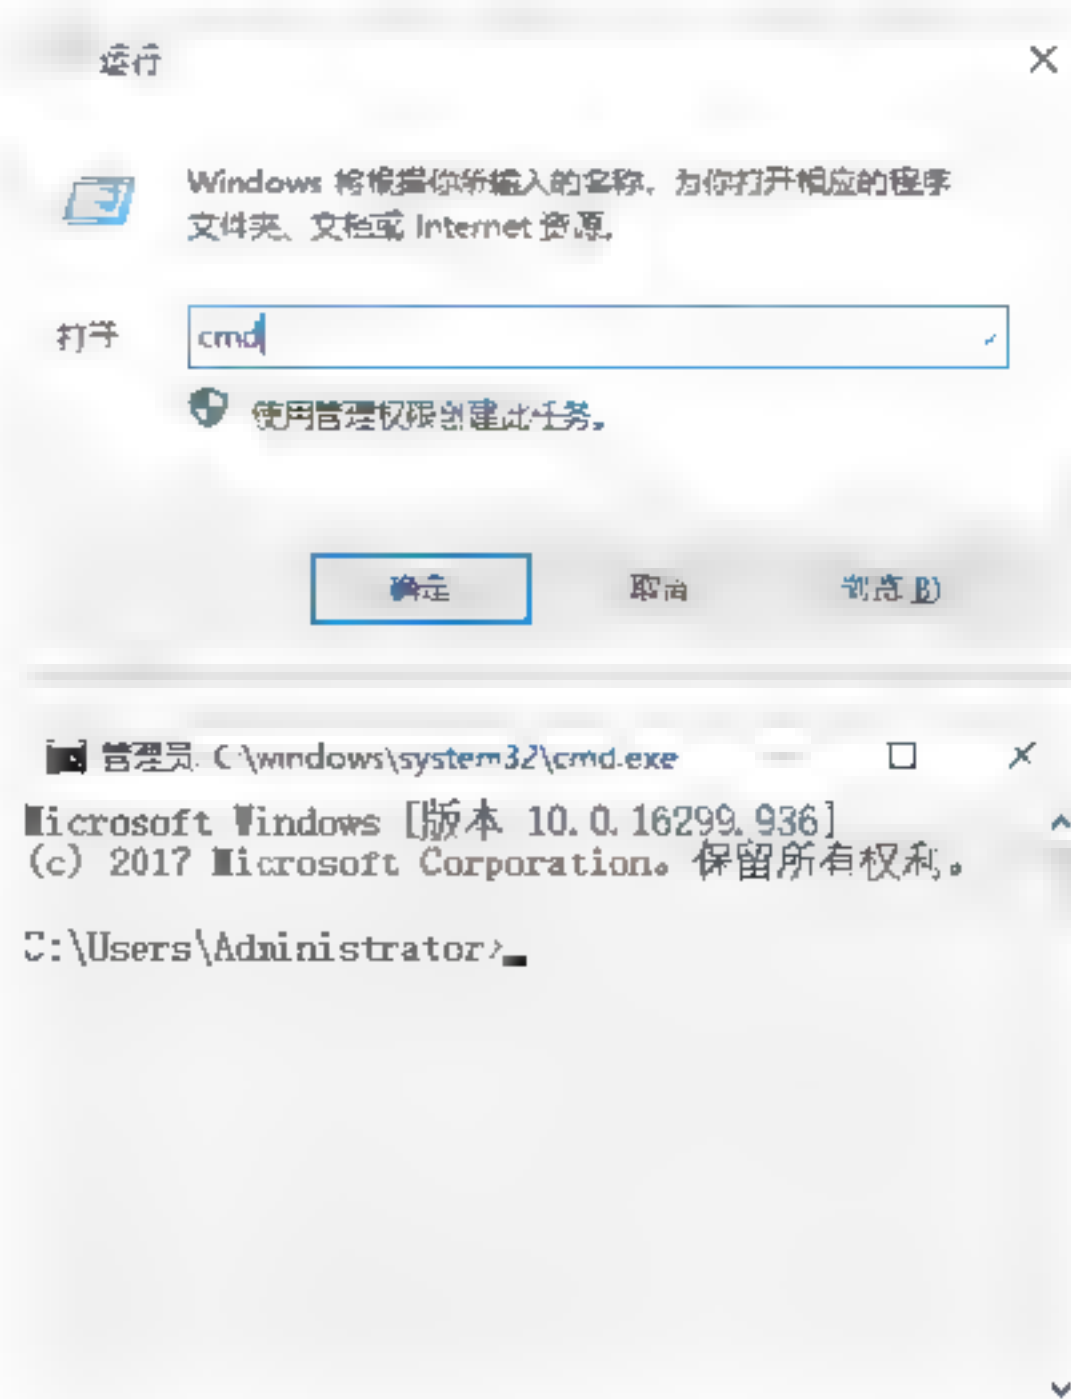 运行
Windows 将根据你所输入的名称，为你打开相应的程序
文件夹、文档或 Internet 资源。
打开
cmd
使用管理权限创建此任务。
确定
取消
浏览 B)
管理员 C:\windows\system32\cmd.exe
Microsoft Windows [版本 10.0.16299.936]
(c) 2017 Microsoft Corporation。保留所有权利。
C:\Users\Administrator>